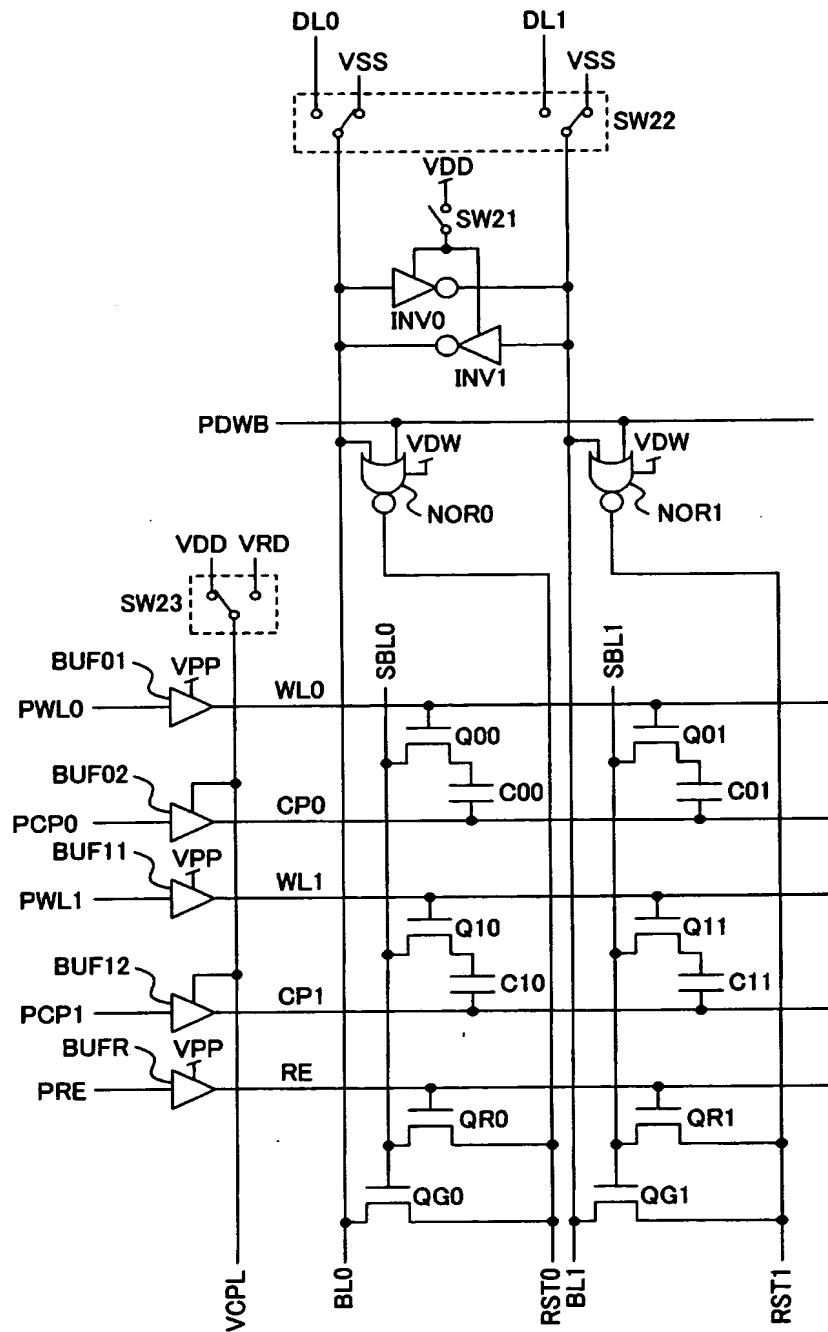 DL0 DL1
VSS VSS
SW22
VDD
SW21
INV0
INV1
PDWB
VDW VDW
NOR0 NOR1
VDD VRD
SW23
SBL0 SBL1
BUF01
VPP
PWL0 WL0
Q00 Q01
BUF02
C00 C01
PCP0 CP0
BUF11
VPP
PWL1 WL1
Q10 Q11
BUF12
C10 C11
PCP1 CP1
BUFR
VPP
PRE RE
QR0 QR1
QG0 QG1
VCPL BL0 RST0 BL1 RST1